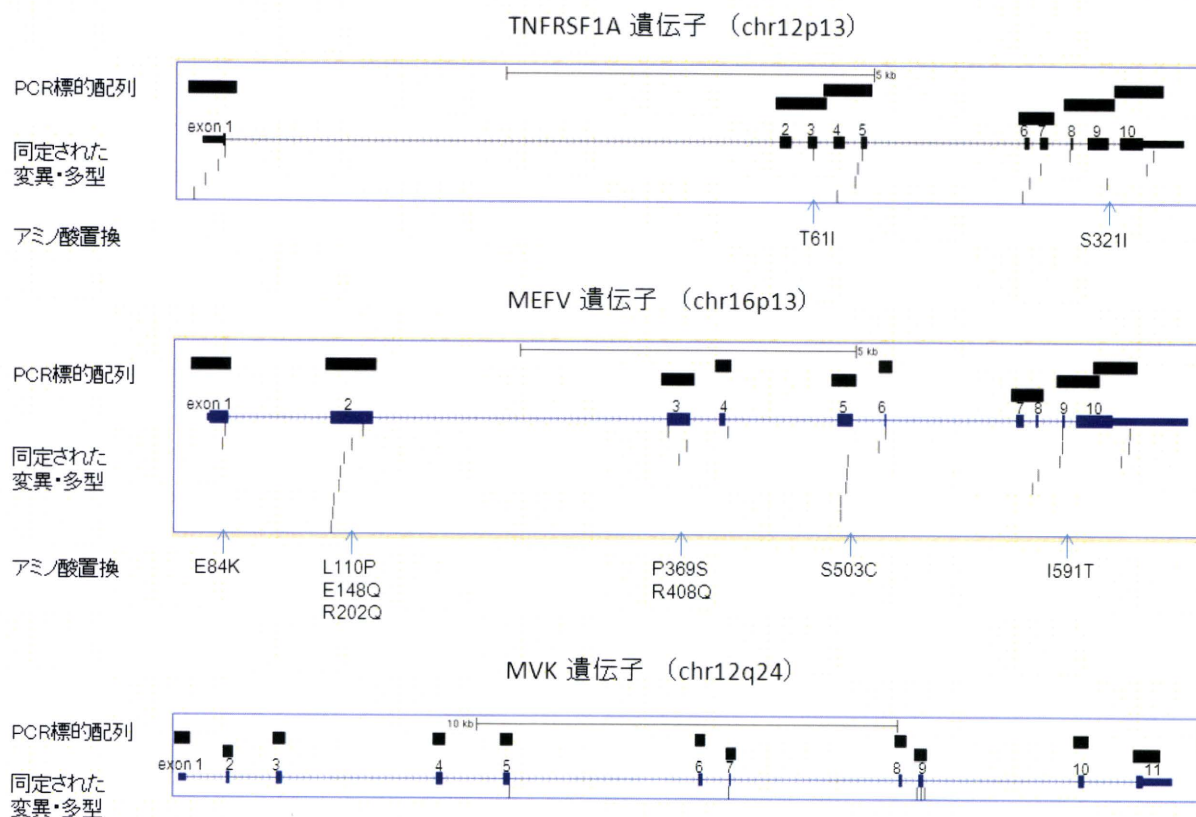 TNFRSF1A 遺伝子 (chr12p13)
PCR標的配列
5 kb
exon 1 2 3 4 5 6 7 8 9 10
同定された
変異・多型
アミノ酸置換
T61I
S321I
MEFV 遺伝子 (chr16p13)
PCR標的配列
5 kb
exon 1 2 3 4 5 6 7 8 9 10
同定された
変異・多型
アミノ酸置換
E84K
L110P
E148Q
R202Q
P369S
R408Q
S503C
I591T
MVK 遺伝子 (chr12q24)
PCR標的配列
10 kb
exon 1 2 3 4 5 6 7 8 9 10 11
同定された
変異・多型